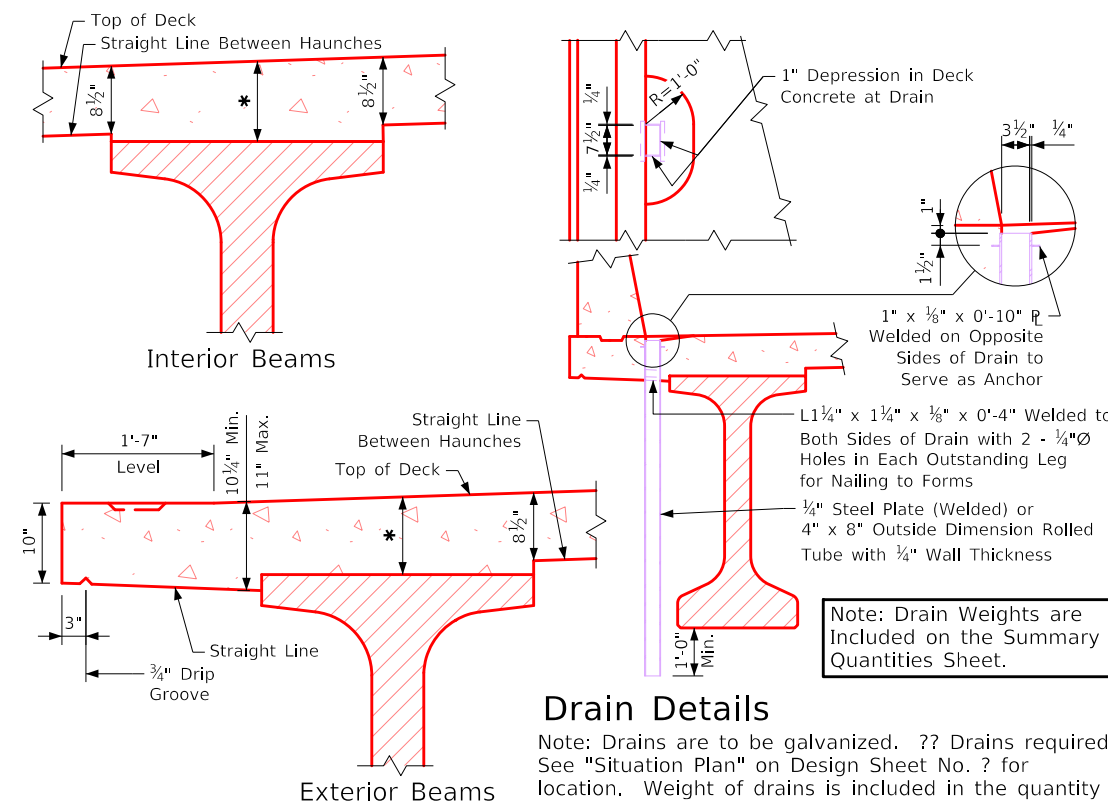 Top of Deck
Straight Line Between Haunches
8½"
*
8½"
Interior Beams
¼"
7½"
¼"
R=1'-0"
1" Depression in Deck
Concrete at Drain
3½"
¼"
1"
1½"
1" x ⅛" x 0'-10" ℄
Welded on Opposite
Sides of Drain to
Serve as Anchor
L1¼" x 1¼" x ⅛" x 0'-4" Welded to
Both Sides of Drain with 2 - ¼"Ø
Holes in Each Outstanding Leg
for Nailing to Forms
¼" Steel Plate (Welded) or
4" x 8" Outside Dimension Rolled
Tube with ¼" Wall Thickness
1'-0"
Min.
Note: Drain Weights are
Included on the Summary
Quantities Sheet.
1'-7"
Level
10¼" Min.
11" Max.
Straight Line
Between Haunches
Top of Deck
10"
*
8½"
3"
Straight Line
¾" Drip
Groove
Exterior Beams
Drain Details
Note: Drains are to be galvanized. ?? Drains required
See "Situation Plan" on Design Sheet No. ? for
location. Weight of drains is included in the quantity